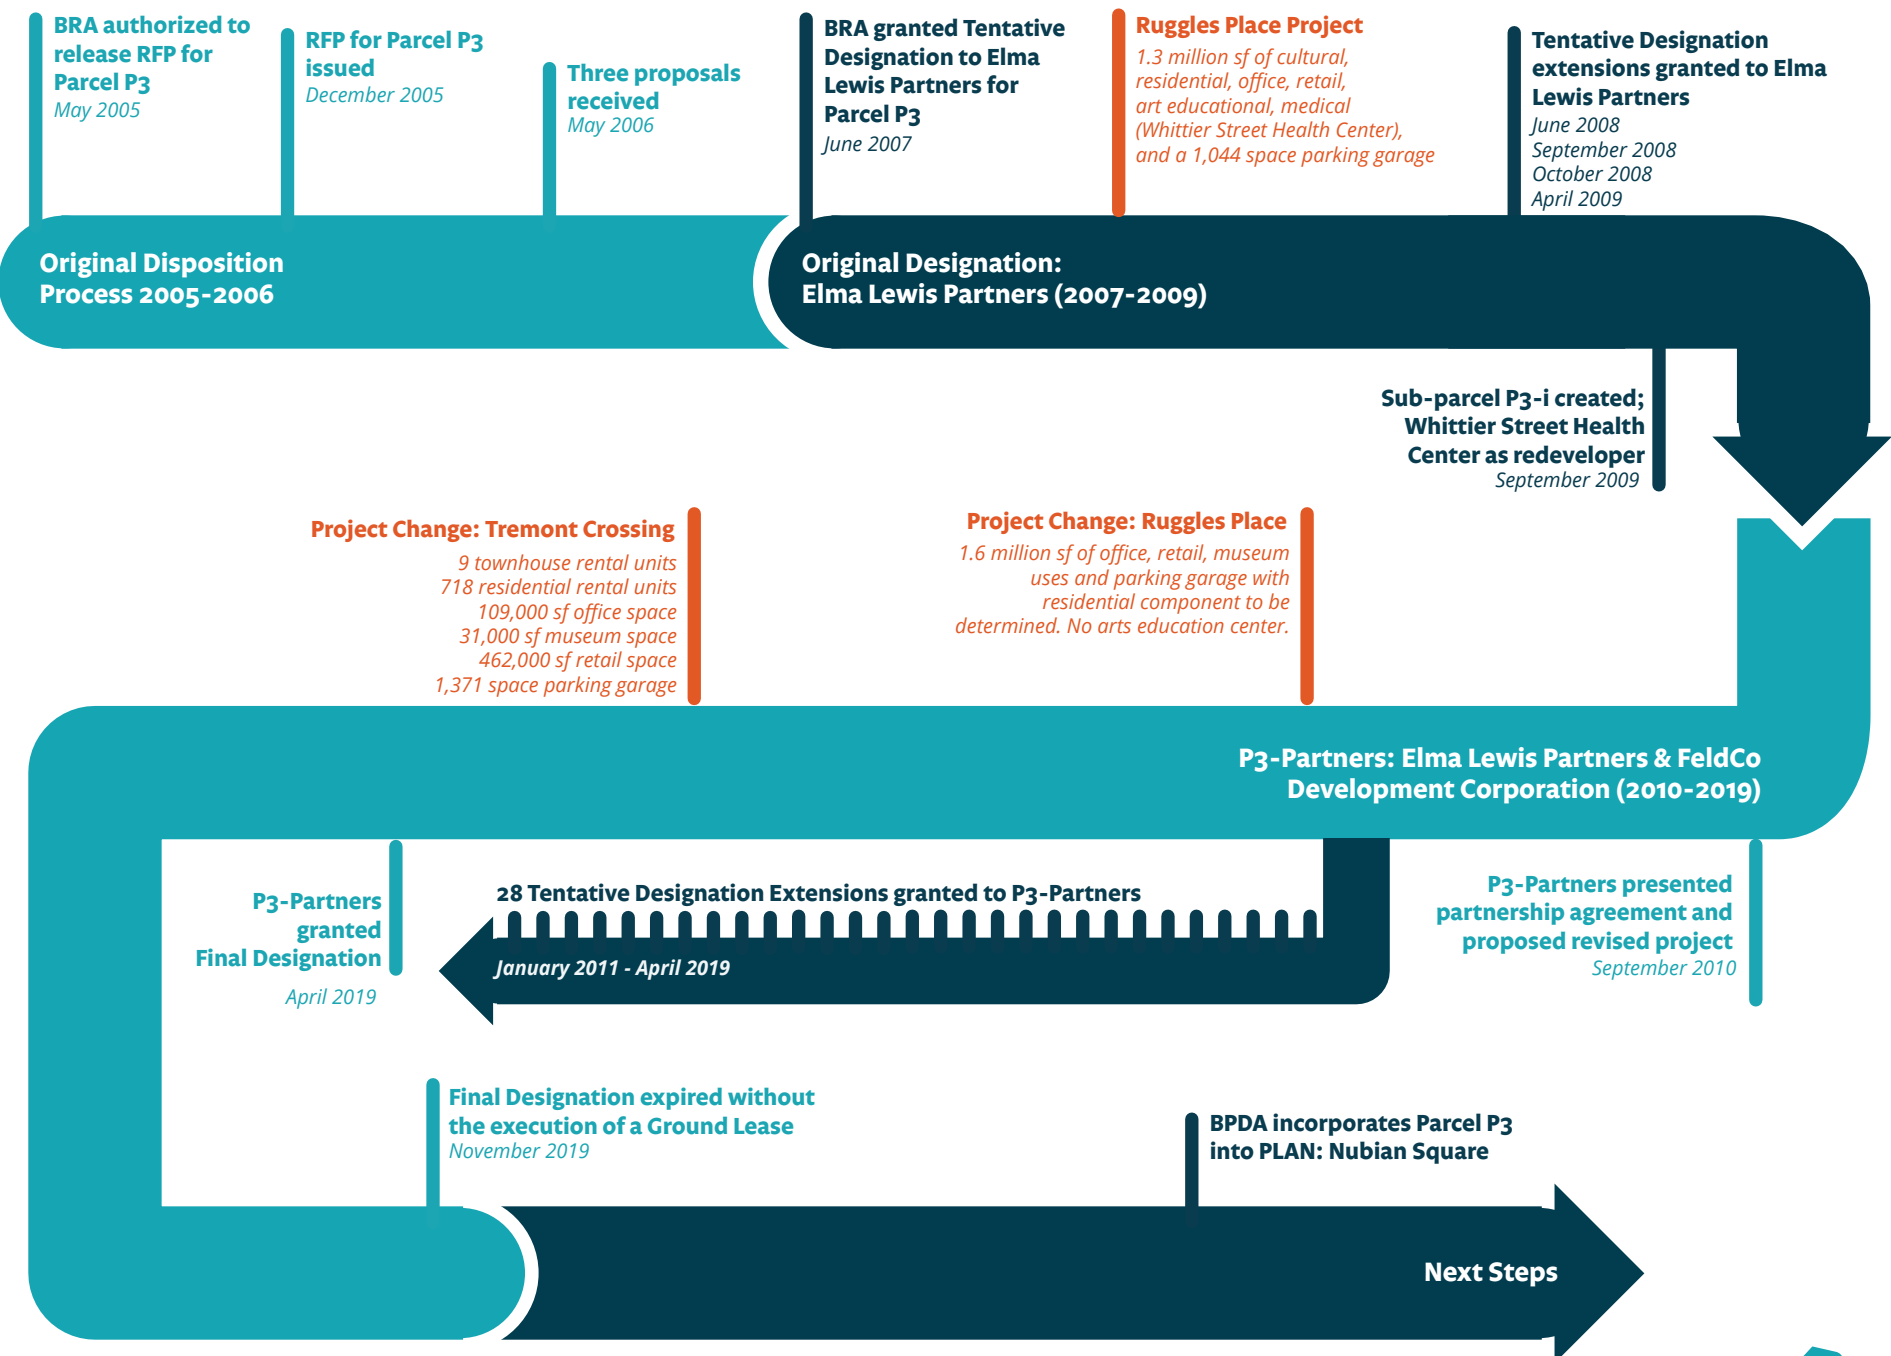 BRA authorized to
release RFP for
Parcel P3
May 2005
RFP for Parcel P3
issued
December 2005
Three proposals
received
May 2006
BRA granted Tentative
Designation to Elma
Lewis Partners for
Parcel P3
June 2007
Ruggles Place Project
1.3 million sf of cultural,
residential, office, retail,
art educational, medical
(Whittier Street Health Center),
and a 1,044 space parking garage
Tentative Designation
extensions granted to Elma
Lewis Partners
June 2008
September 2008
October 2008
April 2009
Original Disposition
Process 2005-2006
Original Designation:
Elma Lewis Partners (2007-2009)
Sub-parcel P3-i created;
Whittier Street Health
Center as redeveloper
September 2009
Project Change: Ruggles Place
1.6 million sf of office, retail, museum
uses and parking garage with
residential component to be
determined. No arts education center.
Project Change: Tremont Crossing
9 townhouse rental units
718 residential rental units
109,000 sf office space
31,000 sf museum space
462,000 sf retail space
1,371 space parking garage
P3-Partners: Elma Lewis Partners & FeldCo
Development Corporation (2010-2019)
P3-Partners presented
partnership agreement and
proposed revised project
September 2010
28 Tentative Designation Extensions granted to P3-Partners
January 2011 - April 2019
P3-Partners
granted
Final Designation
April 2019
Final Designation expired without
the execution of a Ground Lease
November 2019
BPDA incorporates Parcel P3
into PLAN: Nubian Square
Next Steps